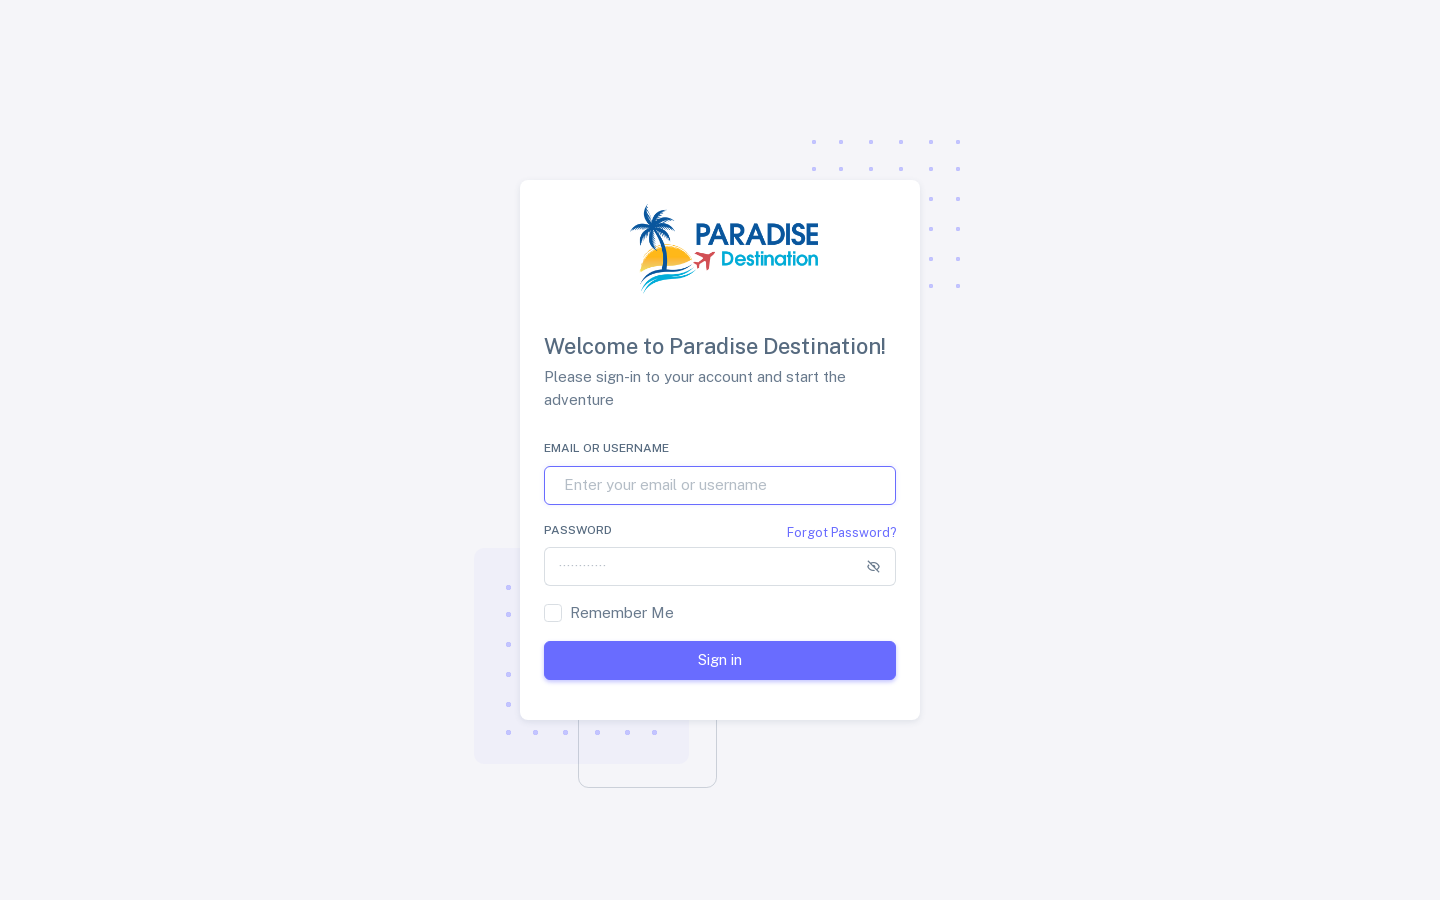 PARADISE
Destination
Welcome to Paradise Destination!
Please sign-in to your account and start the
adventure
EMAIL OR USERNAME
Enter your email or username
PASSWORD
Forgot Password?
············
Remember Me
Sign in